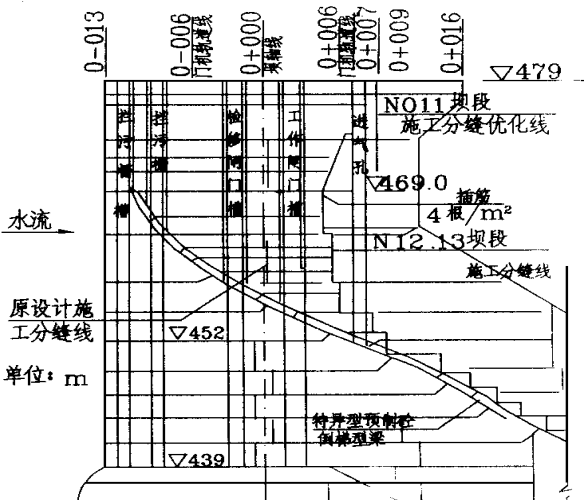 0-013
0-006
门机轨道线
0+000
坝轴线
0+006
门机轨道线
0+007
0+009
0+016
▽479
拦污栅槽
拦污槽
检修闸门槽
工作闸门槽
进气孔
NO11坝段
施工分缝优化线
▽469.0
插筋
4根/m²
N12.13坝段
施工分缝线
水流
原设计施
工分缝线
▽452
单位：m
特异型预制砼
倒梯型梁
▽439